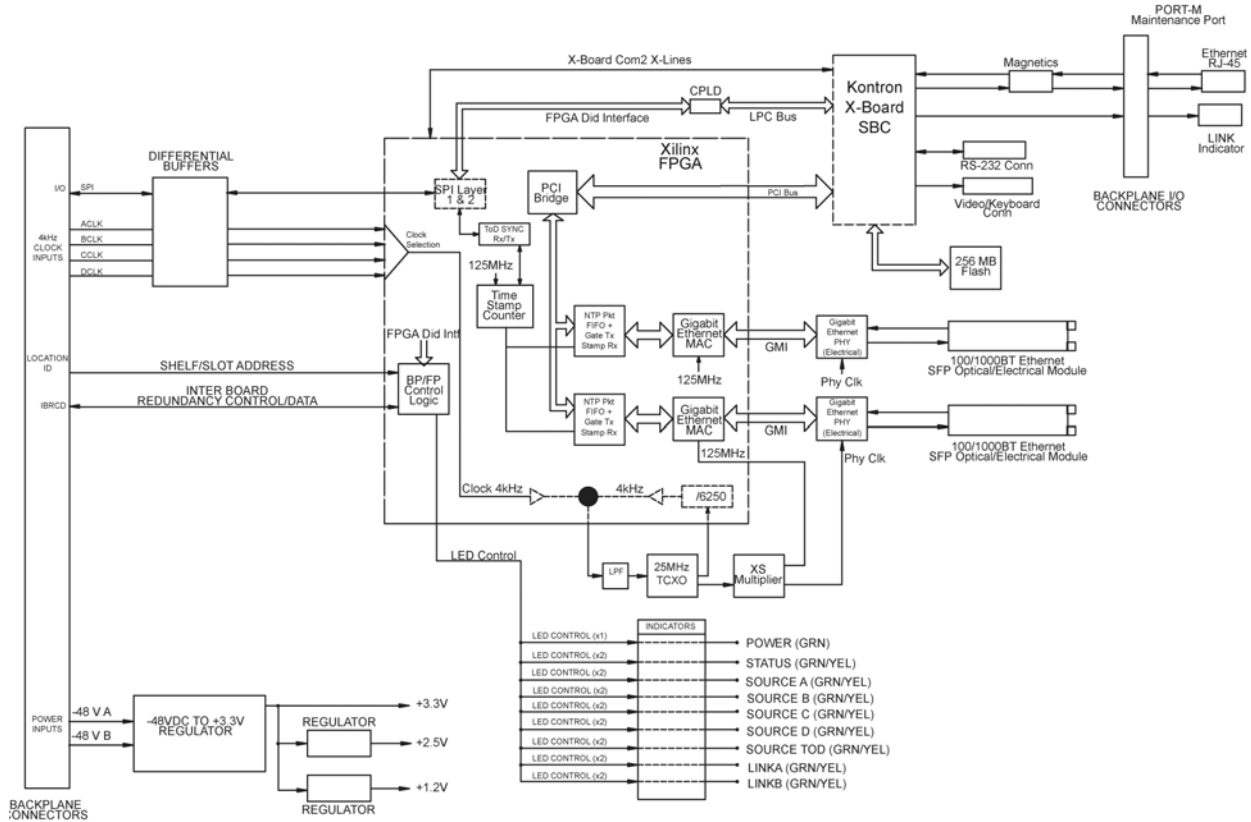 PORT-M
Maintenance Port
Ethernet
RJ-45
Magnetics
X-Board Com2 X-Lines
CPLD
Kontron
X-Board
SBC
FPGA Did Interface
LPC Bus
LINK
Indicator
Xilinx
FPGA
DIFFERENTIAL
BUFFERS
RS-232 Conn
I/O
SPI
SPI Layer
1 & 2
PCI
Bridge
PCI Bus
Video/Keyboard
Conn
BACKPLANE I/O
CONNECTORS
ACLK
BCLK
CCLK
DCLK
4kHz
CLOCK
INPUTS
Clock
Selection
ToD SYNC
Rx/Tx
125MHz
256 MB
Flash
Time
Stamp
Counter
NTP Pkt
FIFO +
Gate Tx
Stamp Rx
Gigabit
Ethernet
MAC
GMI
Gigabit
Ethernet
PHY
(Electrical)
100/1000BT Ethernet
SFP Optical/Electrical Module
FPGA Did Intf
LOCATION
ID
SHELF/SLOT ADDRESS
125MHz
Phy Clk
BP/FP
Control
Logic
INTER BOARD
REDUNDANCY CONTROL/DATA
IBRCD
NTP Pkt
FIFO +
Gate Tx
Stamp Rx
Gigabit
Ethernet
MAC
GMI
Gigabit
Ethernet
PHY
(Electrical)
100/1000BT Ethernet
SFP Optical/Electrical Module
125MHz
Phy Clk
Clock 4kHz
4kHz
/6250
LED Control
LPF
25MHz
TCXO
XS
Multiplier
INDICATORS
LED CONTROL (x1)
POWER (GRN)
LED CONTROL (x2)
STATUS (GRN/YEL)
LED CONTROL (x2)
SOURCE A (GRN/YEL)
LED CONTROL (x2)
SOURCE B (GRN/YEL)
LED CONTROL (x2)
SOURCE C (GRN/YEL)
LED CONTROL (x2)
SOURCE D (GRN/YEL)
LED CONTROL (x2)
SOURCE TOD (GRN/YEL)
LED CONTROL (x2)
LINKA (GRN/YEL)
LED CONTROL (x2)
LINKB (GRN/YEL)
POWER
INPUTS
-48 V A
-48 V B
-48VDC TO +3.3V
REGULATOR
+3.3V
REGULATOR
+2.5V
+1.2V
REGULATOR
BACKPLANE
CONNECTORS